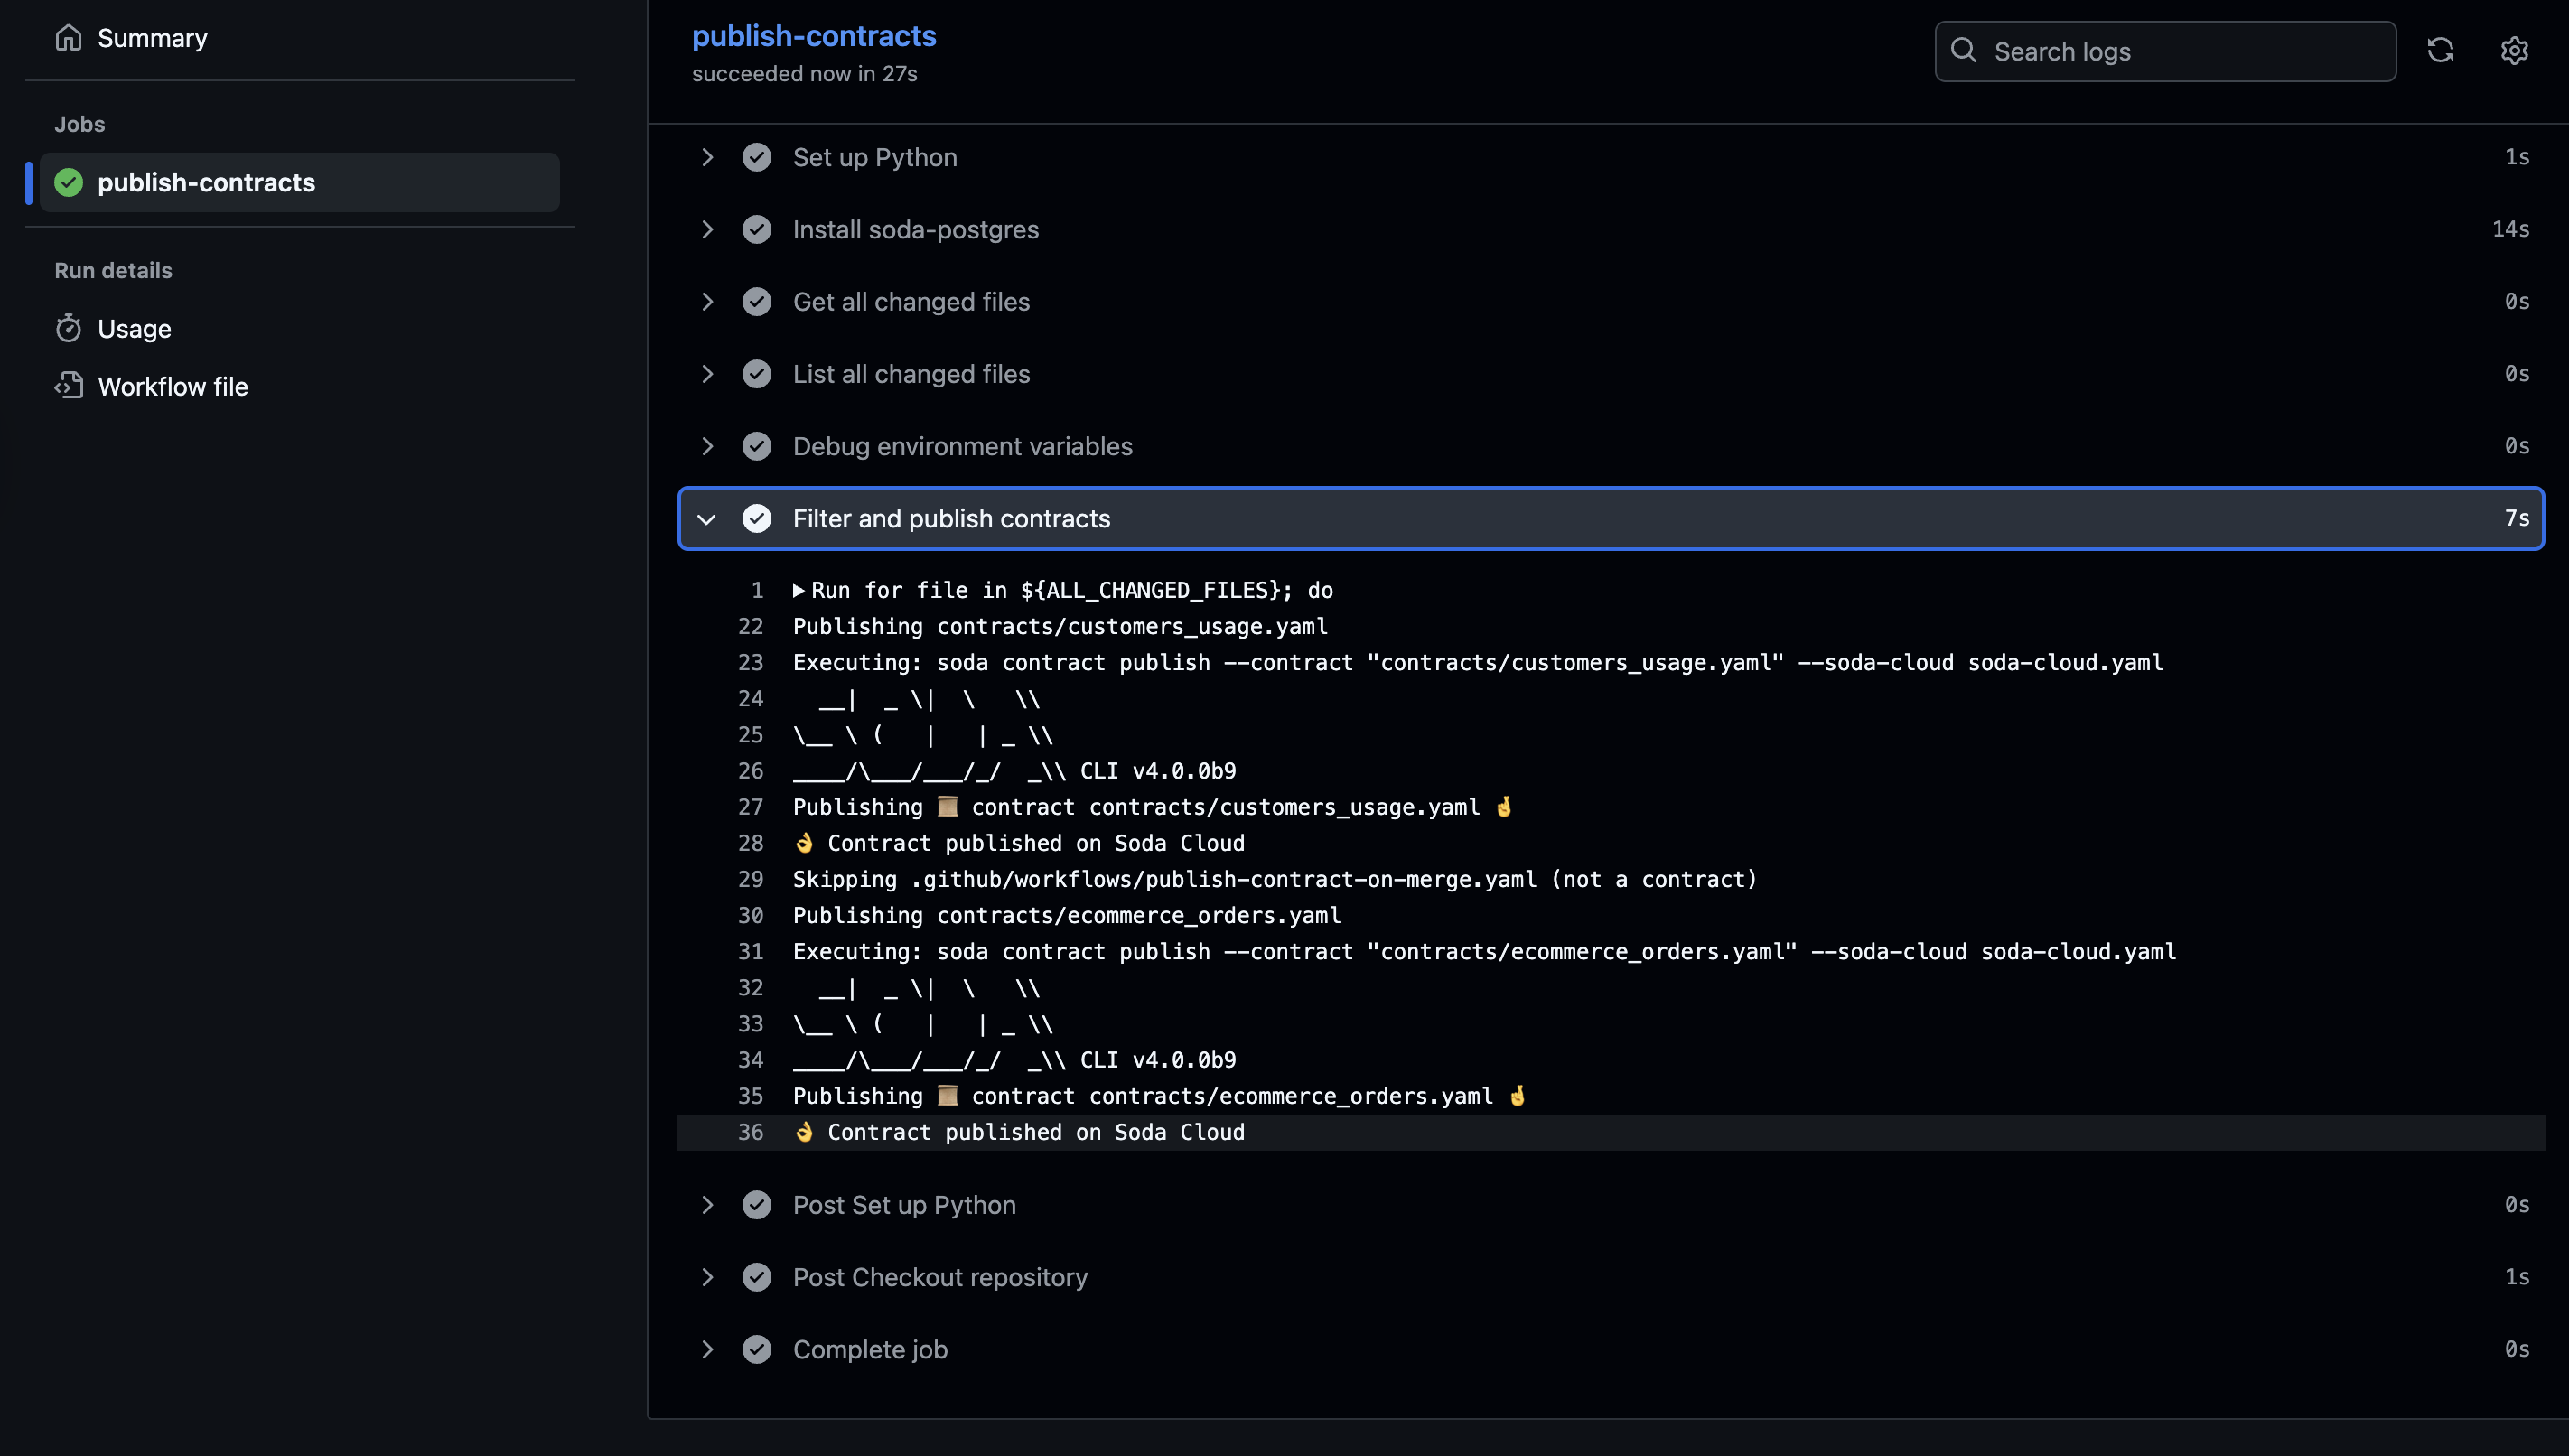 Summary
Jobs
publish-contracts
Run details
Usage
Workflow file
publish-contracts
succeeded now in 27s
Search logs
Set up Python 1s
Install soda-postgres 14s
Get all changed files 0s
List all changed files 0s
Debug environment variables 0s
Filter and publish contracts 7s
1 ▶Run for file in ${ALL_CHANGED_FILES}; do
22 Publishing contracts/customers_usage.yaml
23 Executing: soda contract publish --contract "contracts/customers_usage.yaml" --soda-cloud soda-cloud.yaml
24   __|  _ \|  \   \\
25 \__ \ (   |   | _ \\
26 ____/\___/___/_/  _\\ CLI v4.0.0b9
27 Publishing 📜 contract contracts/customers_usage.yaml 🤞
28 👌 Contract published on Soda Cloud
29 Skipping .github/workflows/publish-contract-on-merge.yaml (not a contract)
30 Publishing contracts/ecommerce_orders.yaml
31 Executing: soda contract publish --contract "contracts/ecommerce_orders.yaml" --soda-cloud soda-cloud.yaml
32   __|  _ \|  \   \\
33 \__ \ (   |   | _ \\
34 ____/\___/___/_/  _\\ CLI v4.0.0b9
35 Publishing 📜 contract contracts/ecommerce_orders.yaml 🤞
36 👌 Contract published on Soda Cloud
Post Set up Python 0s
Post Checkout repository 1s
Complete job 0s